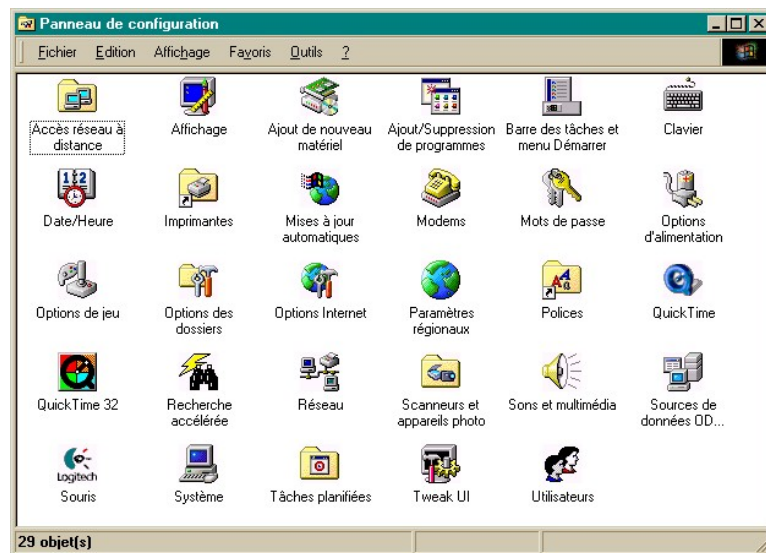 Panneau de configuration
Fichier Edition Affichage Favoris Outils ?
Accès réseau à distance
Affichage
Ajout de nouveau matériel
Ajout/Suppression de programmes
Barre des tâches et menu Démarrer
Clavier
1 2
Date/Heure
Imprimantes
Mises à jour automatiques
Modems
Mots de passe
Options d'alimentation
Options de jeu
Options des dossiers
Options Internet
Paramètres régionaux
Polices
QuickTime
QuickTime 32
Recherche accélérée
Réseau
Scanneurs et appareils photo
Sons et multimédia
Sources de données OD...
Logitech
Souris
Système
Tâches planifiées
Tweak UI
Utilisateurs
29 objet(s)